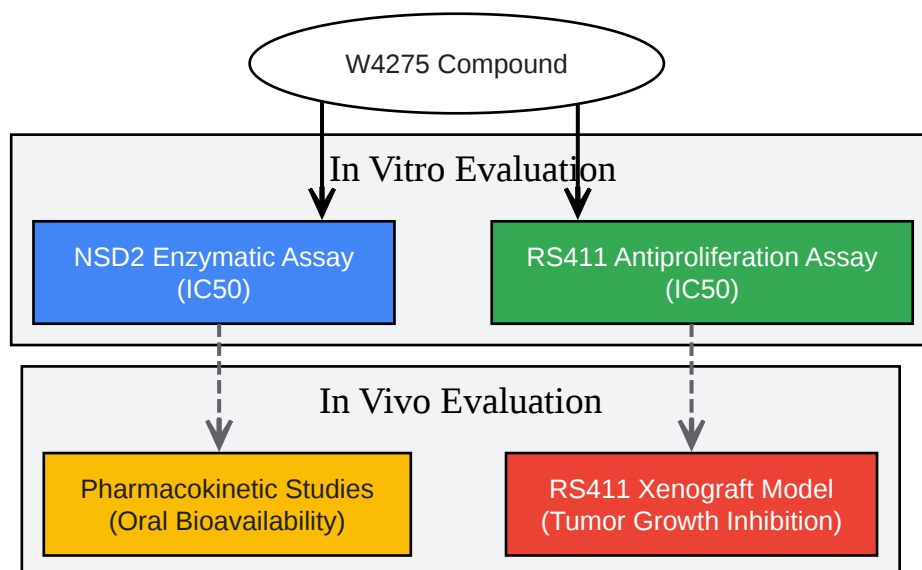 W4275 Compound
In Vitro Evaluation
NSD2 Enzymatic Assay
(IC50)
RS411 Antiproliferation Assay
(IC50)
In Vivo Evaluation
Pharmacokinetic Studies
(Oral Bioavailability)
RS411 Xenograft Model
(Tumor Growth Inhibition)